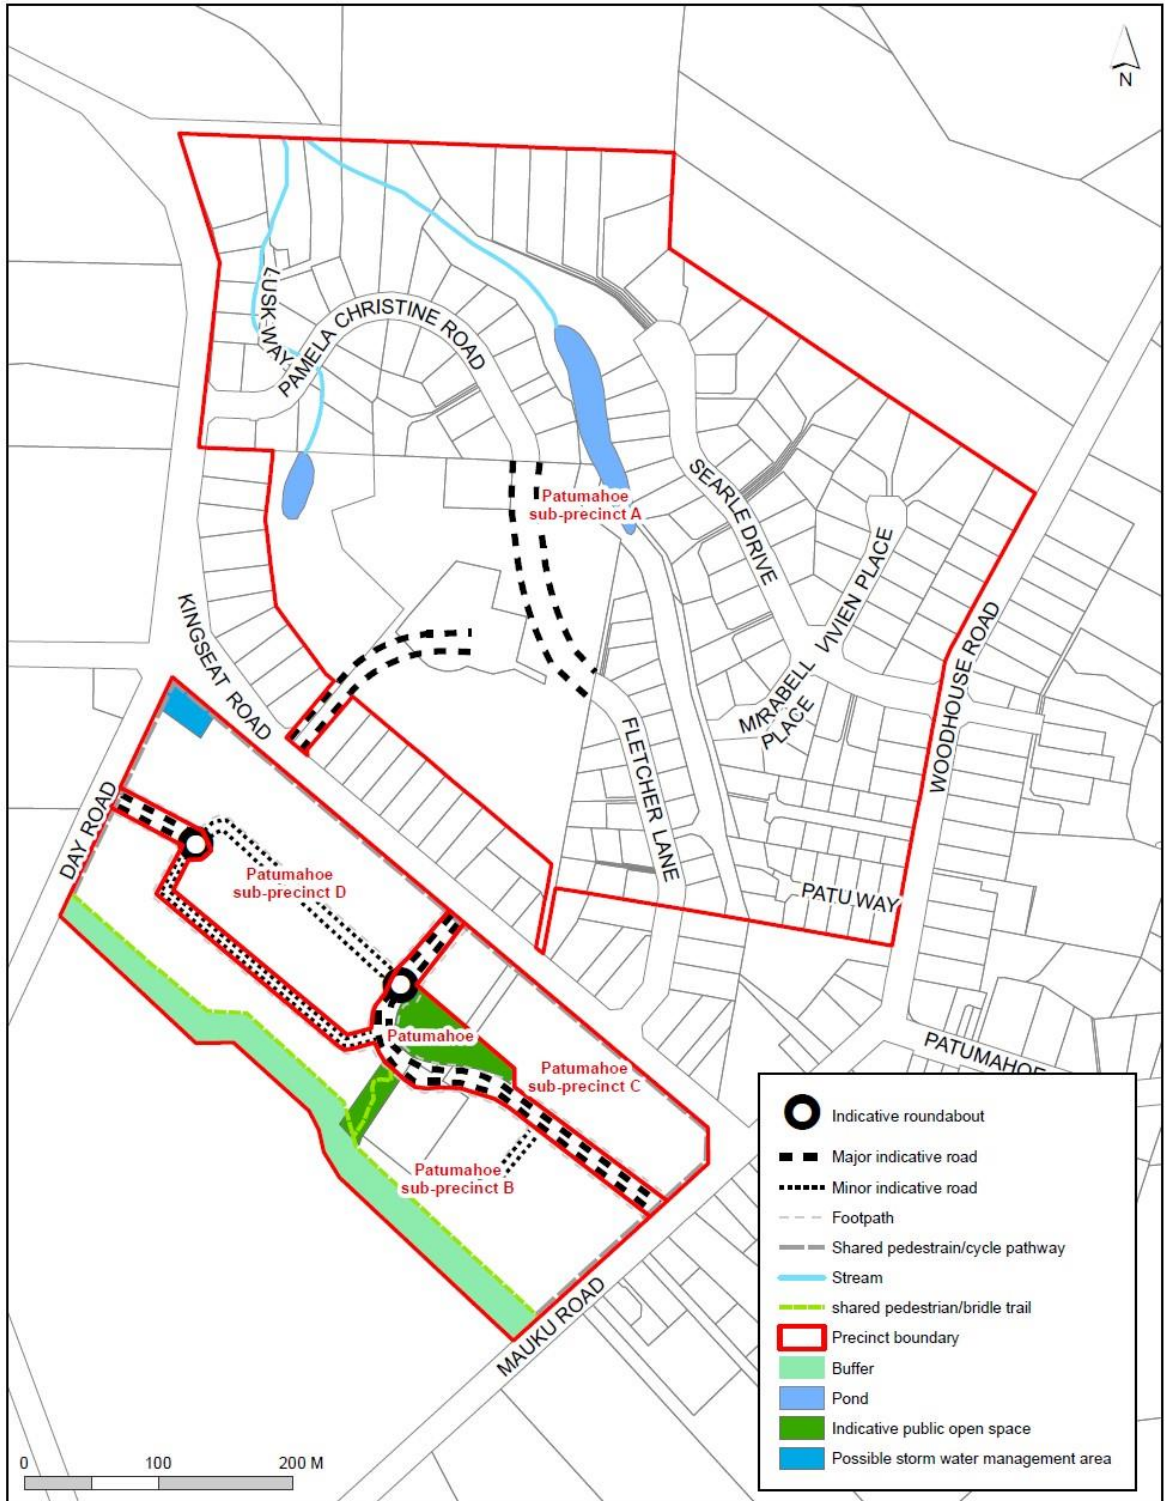 N
LUSK WAY
PAMELA CHRISTINE ROAD
Patumahoe
sub-precinct A
SEARLE DRIVE
VIVIEN PLACE
MIRABELL
PLACE
WOODHOUSE ROAD
KINGSEAT ROAD
FLETCHER LANE
PATU WAY
DAY ROAD
Patumahoe
sub-precinct D
Patumahoe
Patumahoe
sub-precinct C
Patumahoe
sub-precinct B
PATUMAHOE
MAUKU ROAD
Indicative roundabout
Major indicative road
Minor indicative road
Footpath
Shared pedestrain/cycle pathway
Stream
shared pedestrian/bridle trail
Precinct boundary
Buffer
Pond
Indicative public open space
Possible storm water management area
0 100 200 M